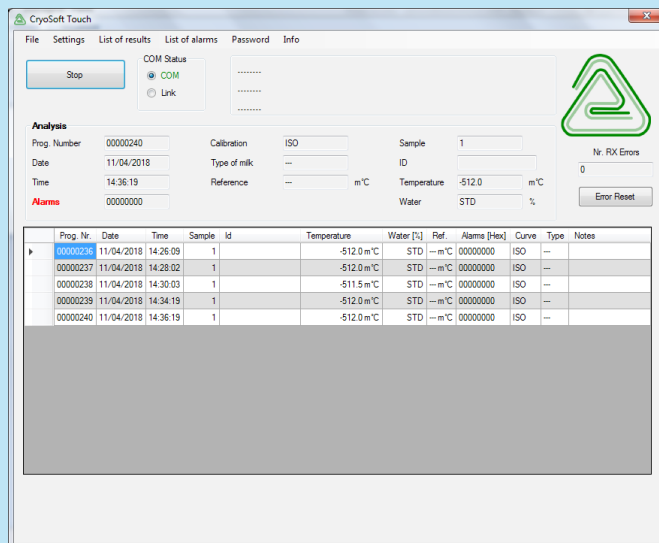 CryoSoft Touch
File Settings List of results List of alarms Password Info
Stop
COM Status
COM
Link
--------
--------
--------
Analysis
Prog. Number 00000240 Calibration ISO Sample 1
Date 11/04/2018 Type of milk --- ID
Time 14:36:19 Reference --- m°C Temperature -512.0 m°C
Alarms 00000000 Water STD %
Nr. RX Errors
0
Error Reset
Prog. Nr. Date Time Sample Id Temperature Water [%] Ref. Alarms [Hex] Curve Type Notes
00000236 11/04/2018 14:26:09 1 -512.0 m°C STD --- m°C 00000000 ISO ---
00000237 11/04/2018 14:28:02 1 -512.0 m°C STD --- m°C 00000000 ISO ---
00000238 11/04/2018 14:30:03 1 -511.5 m°C STD --- m°C 00000000 ISO ---
00000239 11/04/2018 14:34:19 1 -512.0 m°C STD --- m°C 00000000 ISO ---
00000240 11/04/2018 14:36:19 1 -512.0 m°C STD --- m°C 00000000 ISO ---